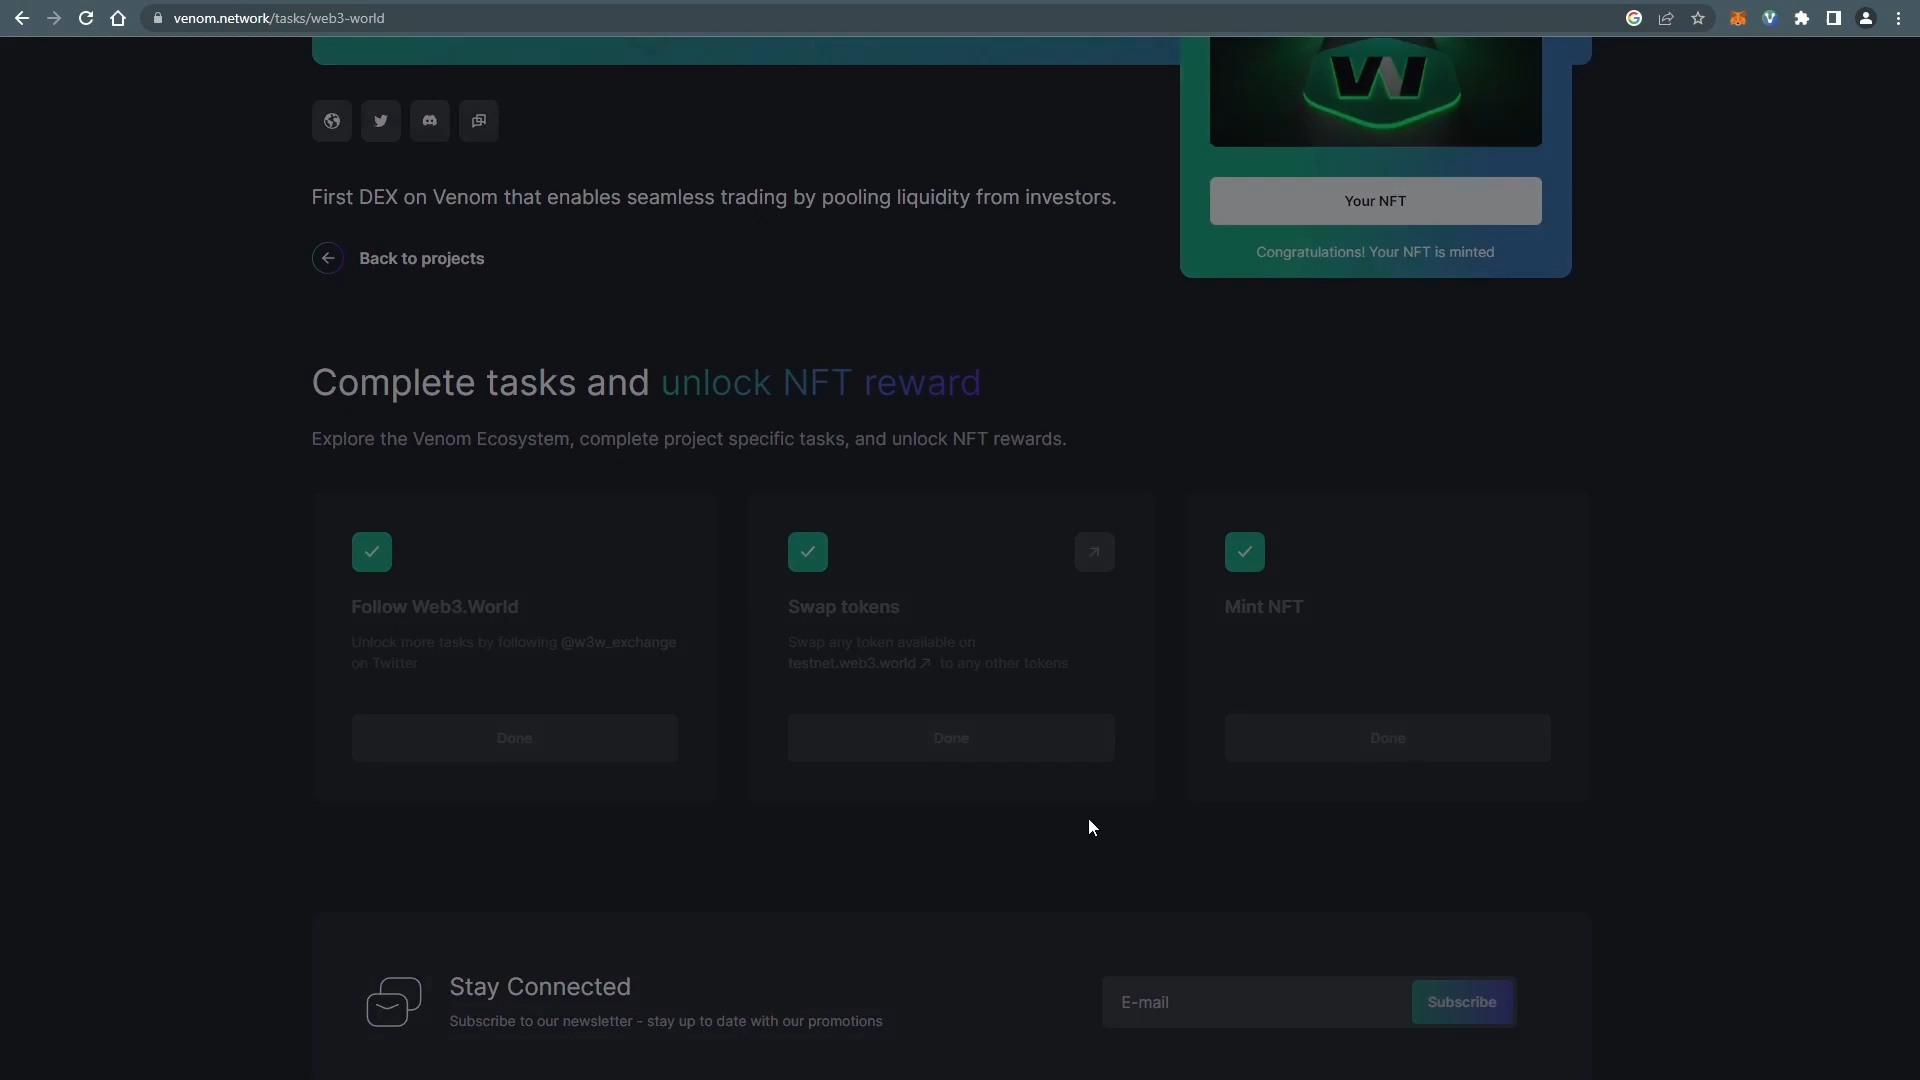 venom.network/tasks/web3-world
First DEX on Venom that enables seamless trading by pooling liquidity from investors.
Back to projects
Your NFT
Congratulations! Your NFT is minted
Complete tasks and unlock NFT reward
Explore the Venom Ecosystem, complete project specific tasks, and unlock NFT rewards.
Follow Web3.World
Unlock more tasks by following @w3w_exchange
on Twitter
Done
Swap tokens
Swap any token available on
testnet.web3.world ↗ to any other tokens
Done
Mint NFT
Done
Stay Connected
Subscribe to our newsletter - stay up to date with our promotions
E-mail
Subscribe